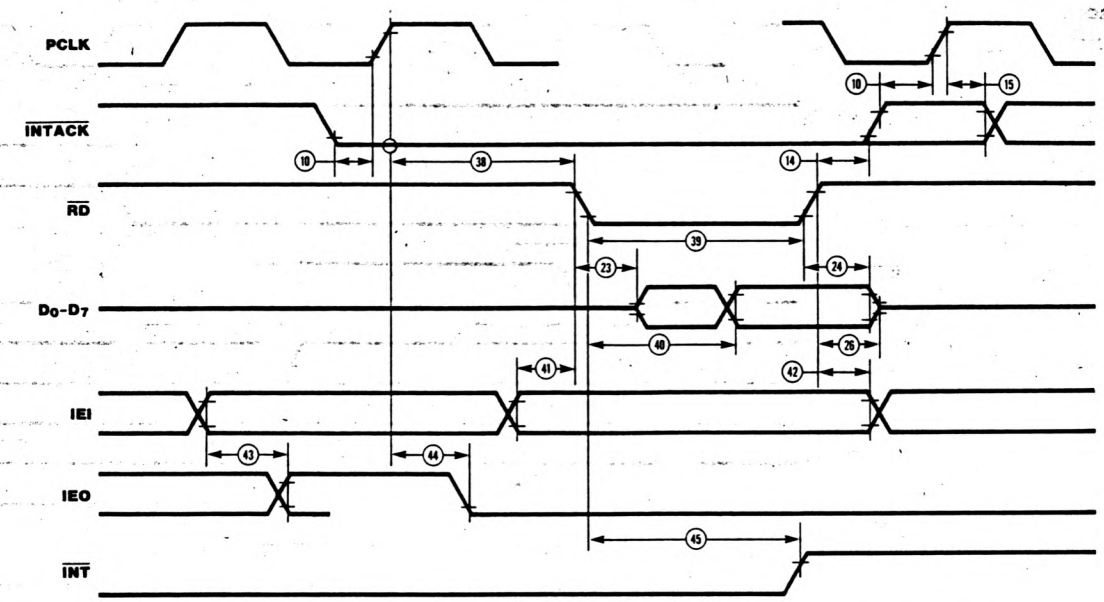 PCLK
10 15
INTACK
10 38 14
RD
39
23 24
D0-D7
40 26
41 42
IEI
43 44
IEO
45
INT